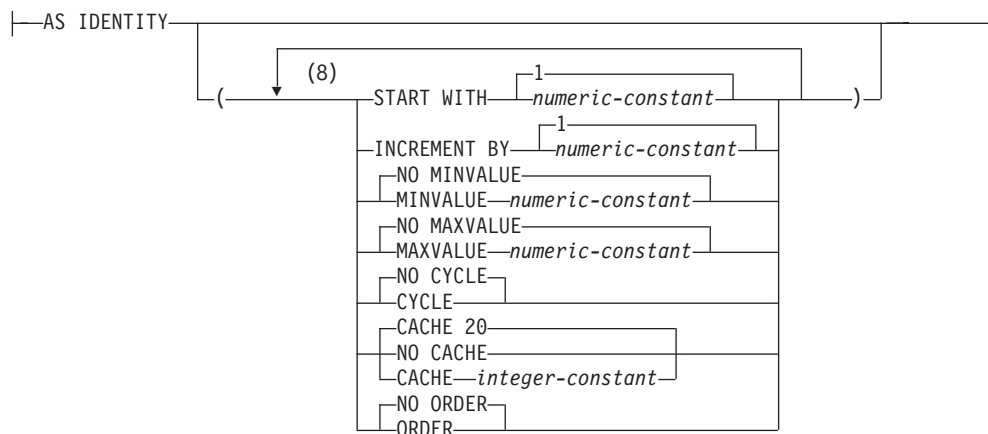 AS IDENTITY
(8)
1
( START WITH numeric-constant )
1
INCREMENT BY numeric-constant
NO MINVALUE
MINVALUE numeric-constant
NO MAXVALUE
MAXVALUE numeric-constant
NO CYCLE
CYCLE
CACHE 20
NO CACHE
CACHE integer-constant
NO ORDER
ORDER